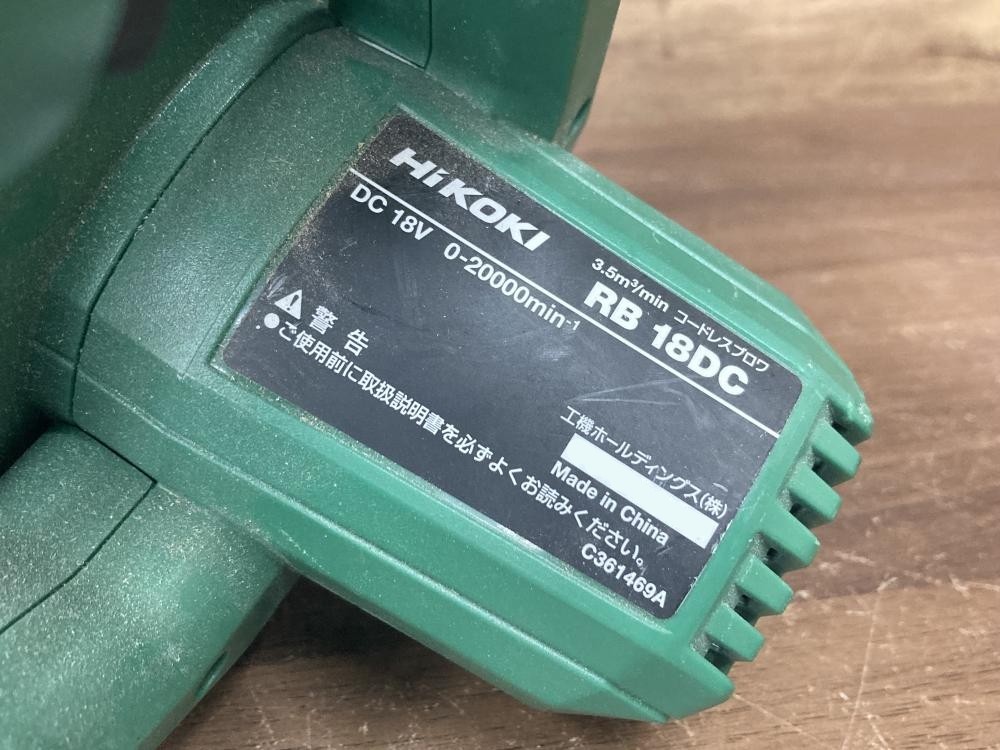 HiKOKI
3.5m³/min コードレスブロワ
RB 18DC
DC 18V 0-20000min⁻¹
警告
●ご使用前に取扱説明書を必ずよくお読みください。
工機ホールディングス(株)
Made in China
C361469A